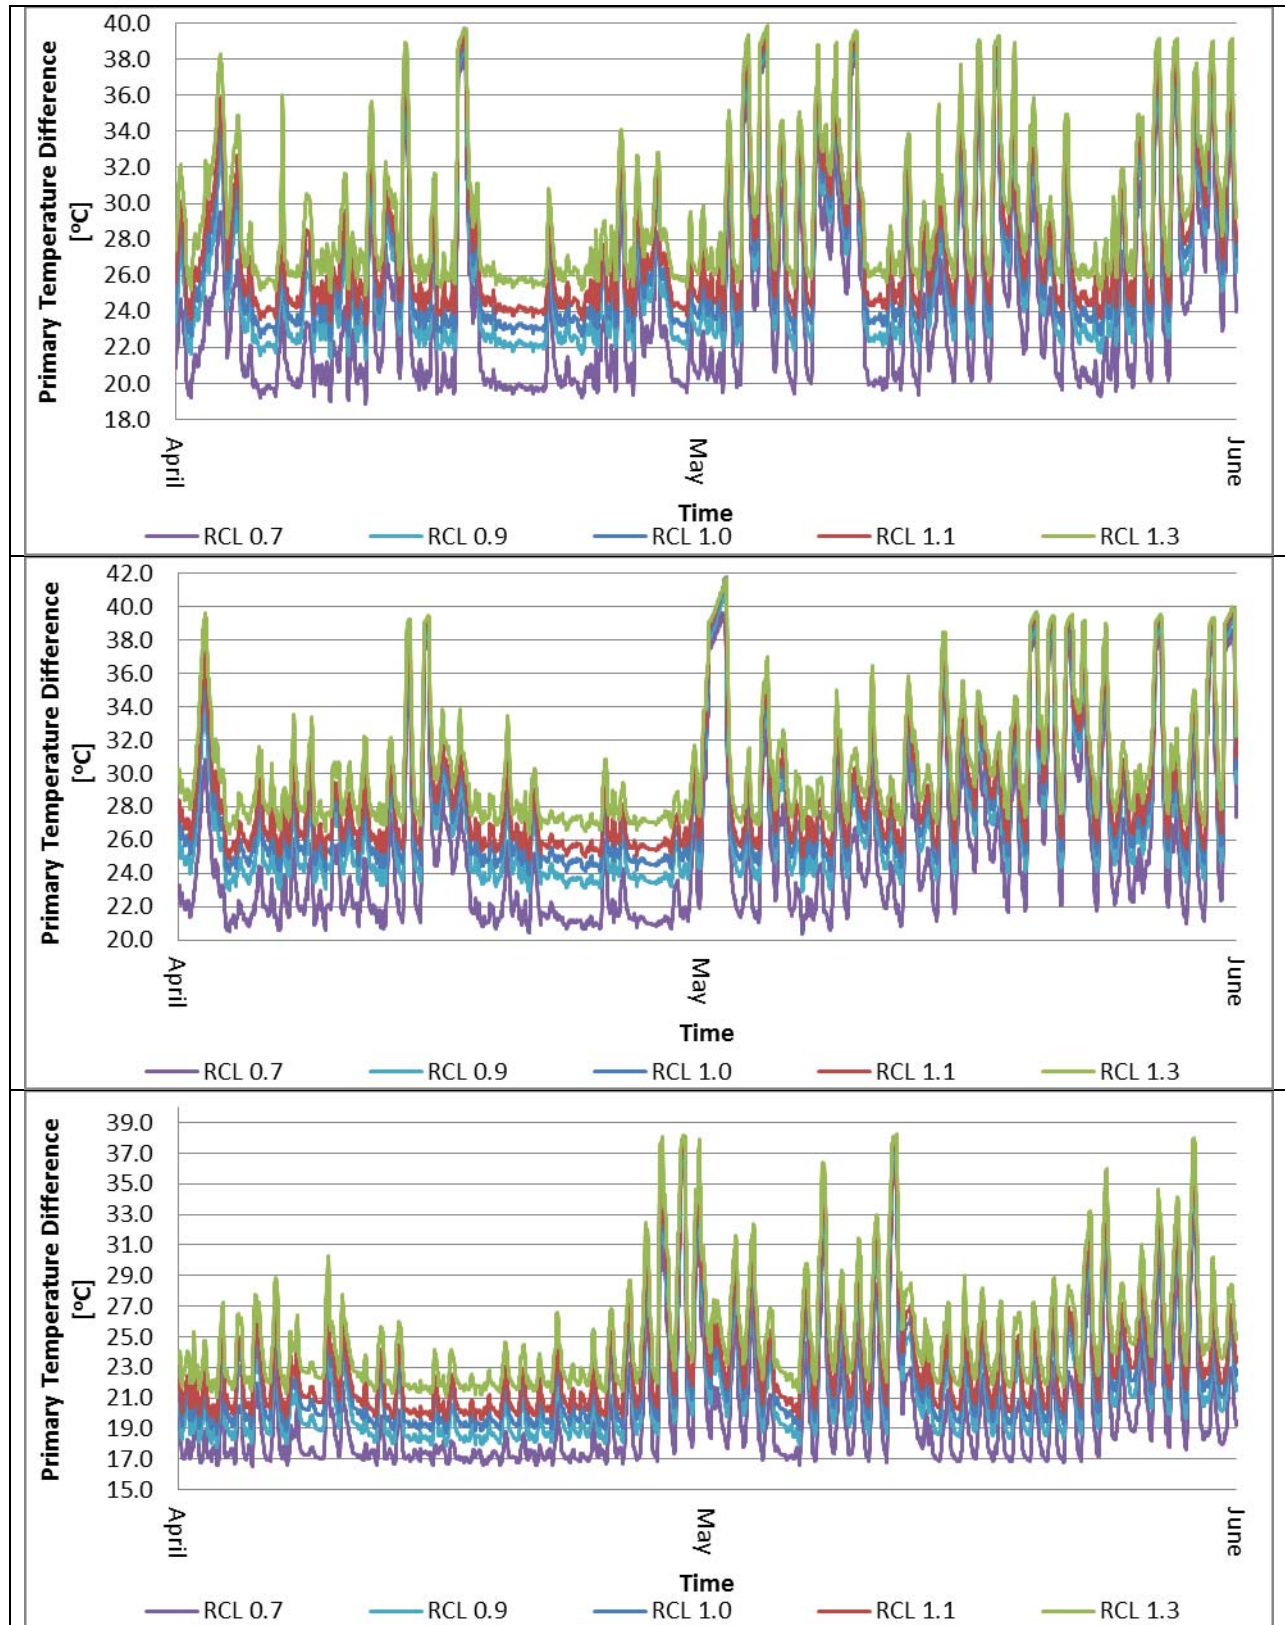 Primary Temperature Difference
[ºC]
40.0
38.0
36.0
34.0
32.0
30.0
28.0
26.0
24.0
22.0
20.0
18.0
April
May
June
Time
RCL 0.7
RCL 0.9
RCL 1.0
RCL 1.1
RCL 1.3
Primary Temperature Difference
[ºC]
42.0
40.0
38.0
36.0
34.0
32.0
30.0
28.0
26.0
24.0
22.0
20.0
April
May
June
Time
RCL 0.7
RCL 0.9
RCL 1.0
RCL 1.1
RCL 1.3
Primary Temperature Difference
[ºC]
39.0
37.0
35.0
33.0
31.0
29.0
27.0
25.0
23.0
21.0
19.0
17.0
15.0
April
May
June
Time
RCL 0.7
RCL 0.9
RCL 1.0
RCL 1.1
RCL 1.3